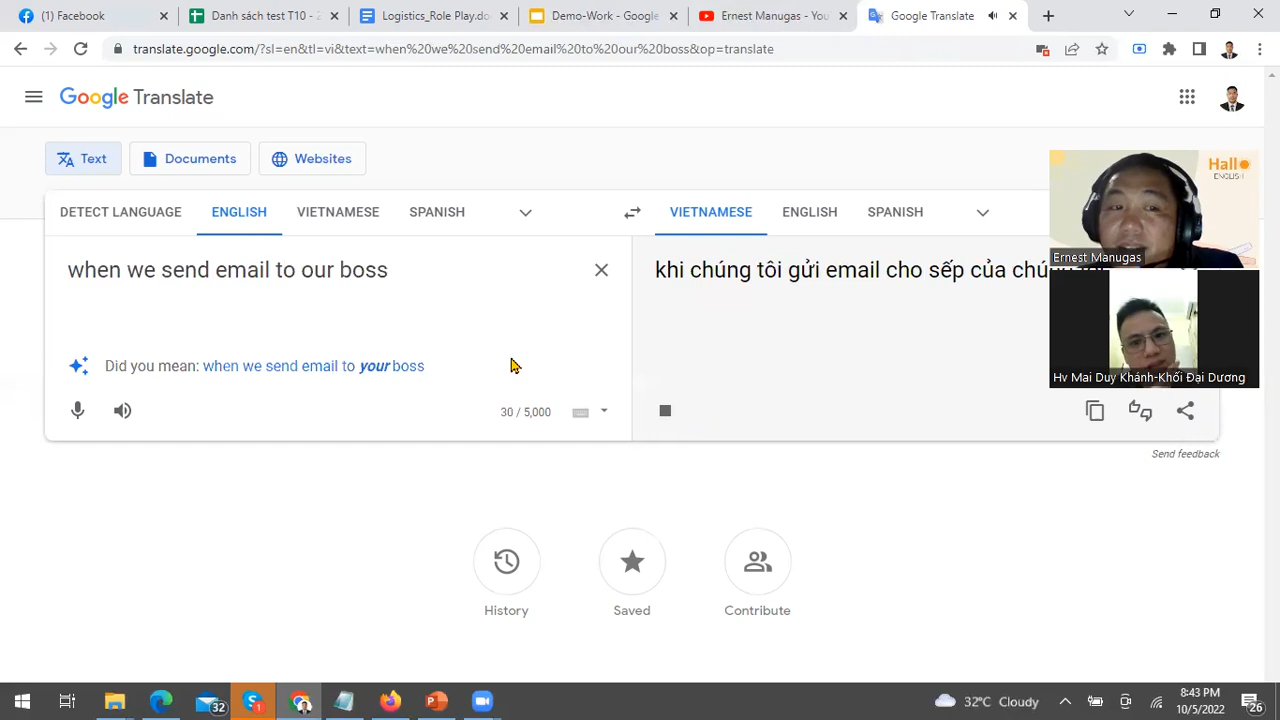 (1) Facebook
Danh sách test T10 - 2
Logistics_Role Play.do
Demo-Work - Google
Ernest Manugas - You
Google Translate
translate.google.com/?sl=en&tl=vi&text=when%20we%20send%20email%20to%20our%20boss&op=translate
Google Translate
Text
Documents
Websites
DETECT LANGUAGE
ENGLISH
VIETNAMESE
SPANISH
VIETNAMESE
ENGLISH
SPANISH
when we send email to our boss
khi chúng tôi gửi email cho sếp của
Hallo
ENGLISH
Ernest Manugas
Hv Mai Duy Khánh-Khối Đại Dương
Did you mean: when we send email to your boss
30 / 5,000
Send feedback
History
Saved
Contribute
32
1
32°C Cloudy
8:43 PM
10/5/2022
26